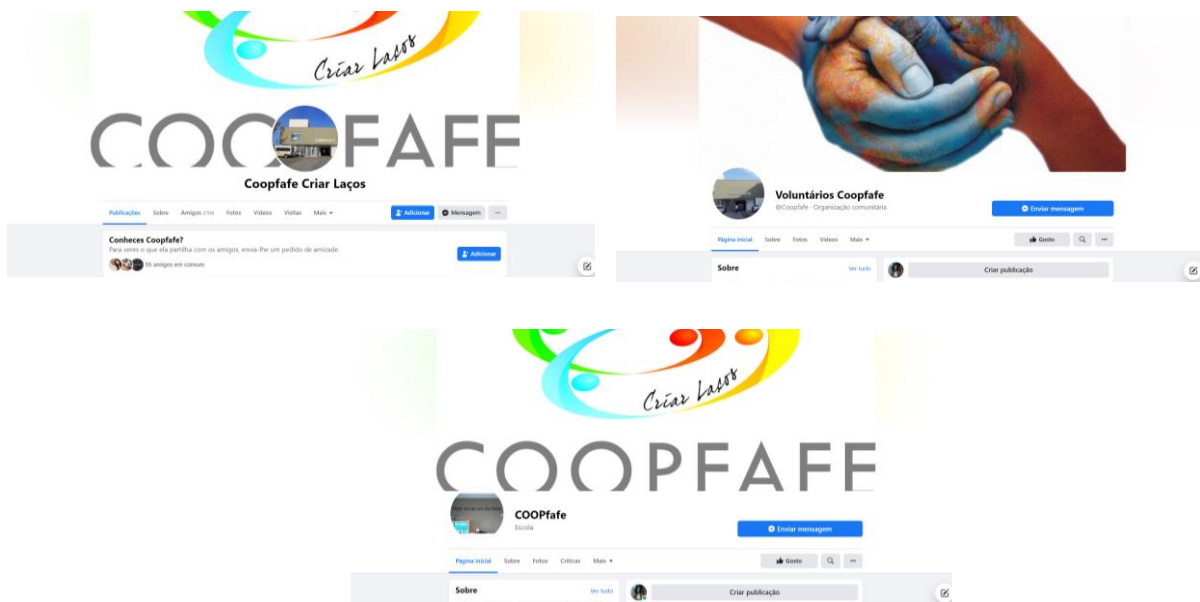 Criar Laços
COOPFAFE
Coopfafe Criar Laços
Publicações Sobre Amigos Fotos Vídeos Visitas Mais
Adicionar Mensagem
Conheces Coopfafe?
Para veres o que ela partilha com os amigos, envia-lhe um pedido de amizade.
55 amigos em comum
Adicionar
Voluntários Coopfafe
@Coopfafe · Organização comunitária
Enviar mensagem
Página inicial Sobre Fotos Vídeos Mais
Gosto
Sobre Ver tudo
Criar publicação
Criar Laços
COOPFAFE
COOPfafe
Escola
Enviar mensagem
Página inicial Sobre Fotos Críticas Mais
Gosto
Sobre Ver tudo
Criar publicação